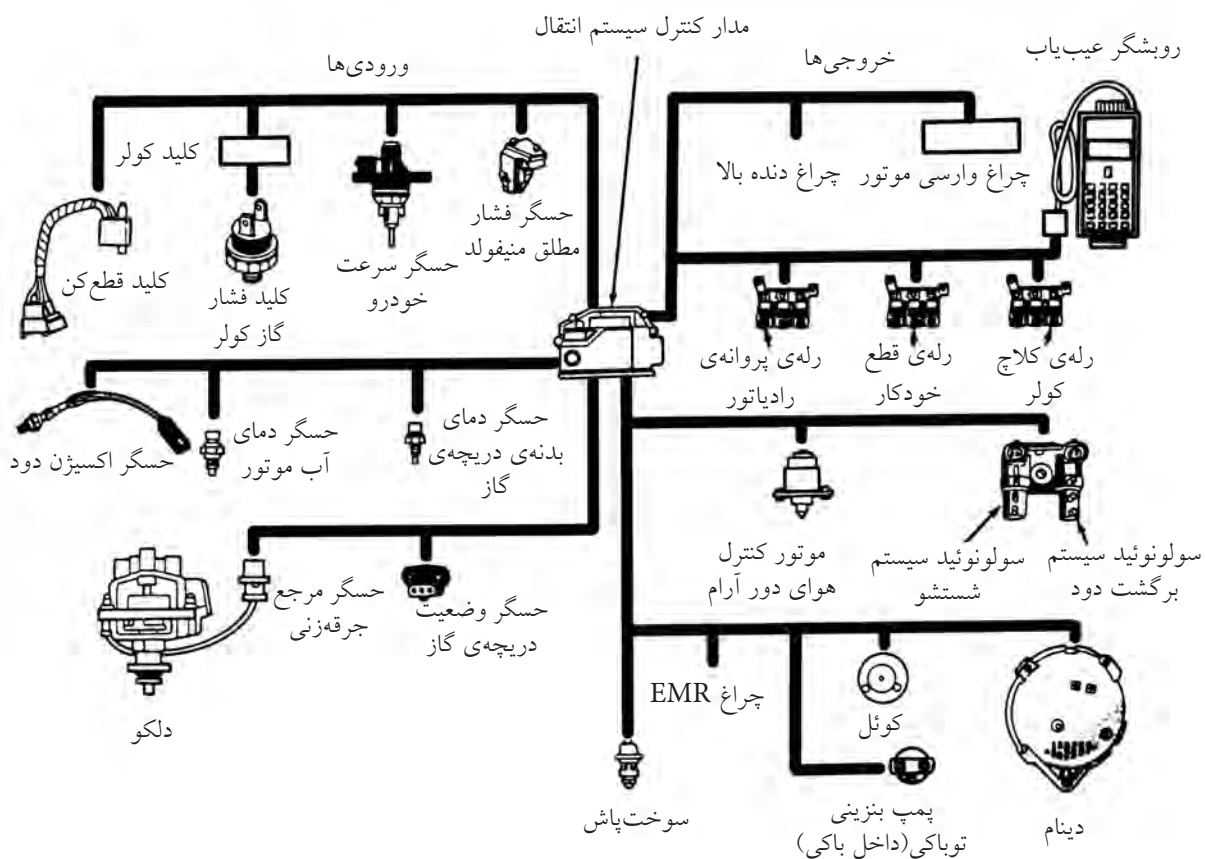 مدار کنترل سیستم انتقال
ورودی‌ها
خروجی‌ها
روبشگر عیب‌یاب
کلید کولر
چراغ دنده بالا
چراغ وارسی موتور
کلید قطع‌کن
کلید فشار
گاز کولر
حسگر سرعت
خودرو
حسگر فشار
مطلق منیفولد
رله‌ی پروانه‌ی
رادیاتور
رله‌ی قطع
خودکار
رله‌ی کلاچ
کولر
حسگر اکسیژن دود
حسگر دمای
آب موتور
حسگر دمای
بدنه‌ی دریچه‌ی
گاز
موتور کنترل
هوای دور آرام
سولونوئید سیستم
شستشو
سولونوئید سیستم
برگشت دود
حسگر مرجع
جرقه‌زنی
حسگر وضعیت
دریچه‌ی گاز
دلکو
چراغ EMR
کوئل
سوخت‌پاش
پمپ بنزینی
توباکی(داخل باکی)
دینام